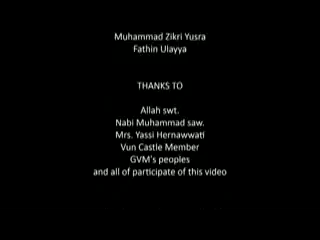 Muhammad Zikri Yusra
Fathin Ulayya
THANKS TO
Allah swt.
Nabi Muhammad saw.
Mrs. Yassi Hernawwati
Vun Castle Member
GVM's peoples
and all of participate of this video